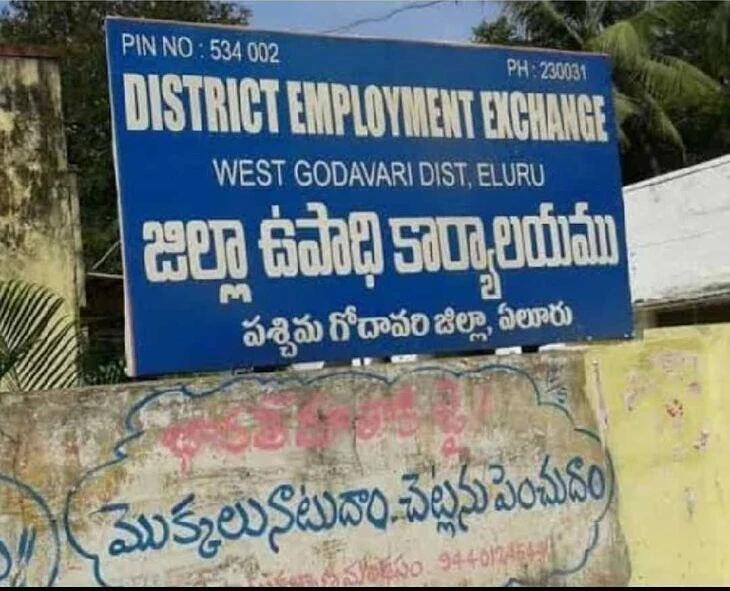 PIN NO : 534 002
PH : 230031
DISTRICT EMPLOYMENT EXCHANGE
WEST GODAVARI DIST, ELURU
జిల్లా ఉపాధి కార్యాలయము
పశ్చిమ గోదావరి జిల్లా, ఏలూరు
మొక్కలునాటుదాం-చెట్లను పెంచుదాం